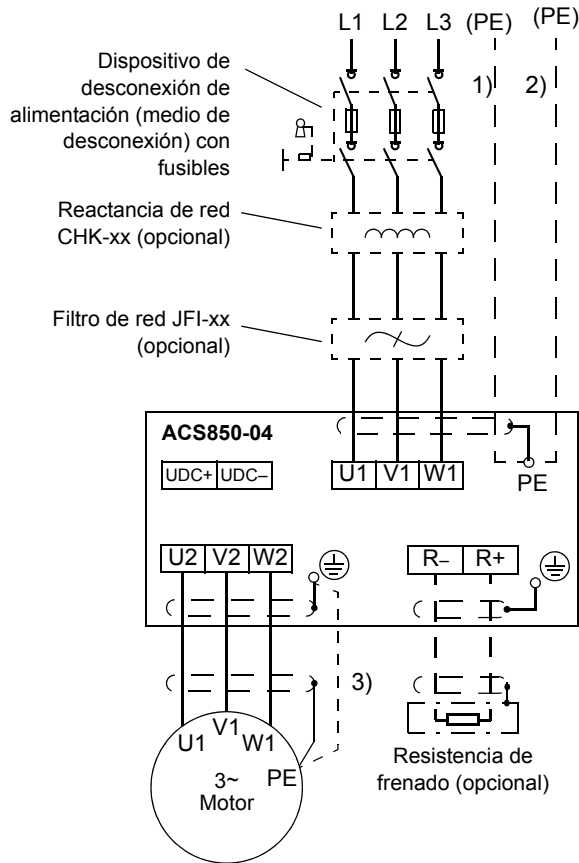 L1 L2 L3 (PE) (PE)
Dispositivo de
desconexión de
alimentación (medio de
desconexión) con
fusibles
1) 2)
Reactancia de red
CHK-xx (opcional)
Filtro de red JFI-xx
(opcional)
ACS850-04
UDC+ UDC–
U1 V1 W1
PE
U2 V2 W2
R– R+
3)
U1 V1 W1
PE
3~
Motor
Resistencia de
frenado (opcional)